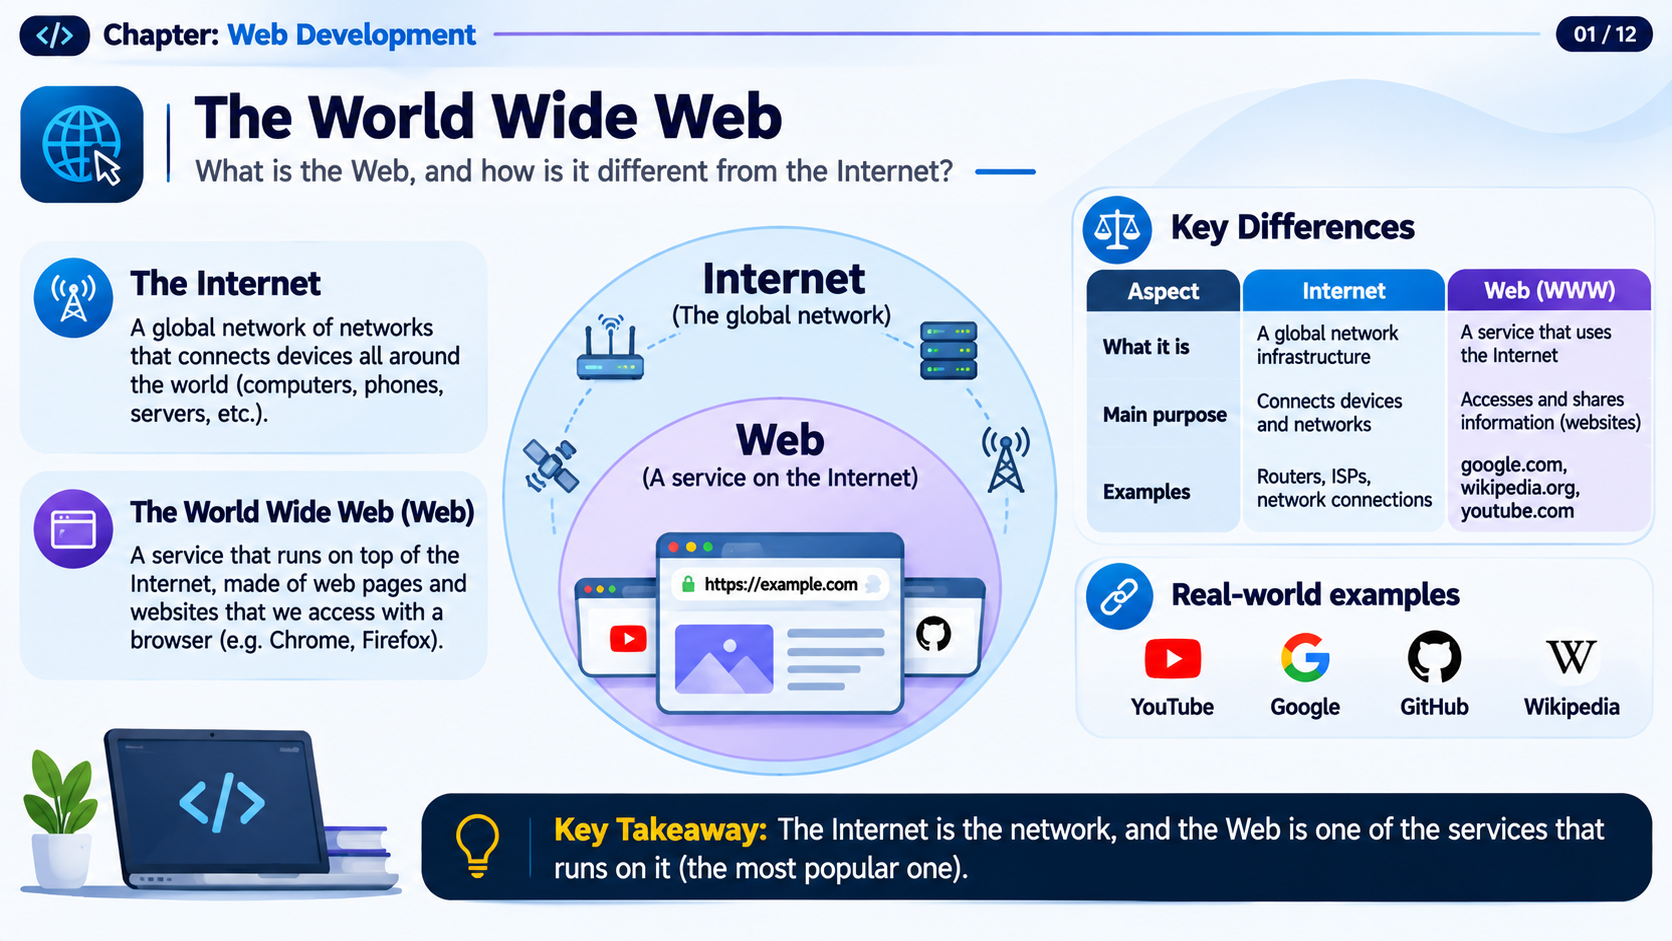 </>
Chapter: Web Development
01 / 12
The World Wide Web
What is the Web, and how is it different from the Internet?
The Internet
A global network of networks
that connects devices all around
the world (computers, phones,
servers, etc.).
The World Wide Web (Web)
A service that runs on top of the
Internet, made of web pages and
websites that we access with a
browser (e.g. Chrome, Firefox).
</>
Internet
(The global network)
Web
(A service on the Internet)
https://example.com
Key Differences
Aspect Internet Web (WWW)
What it is
A global network
infrastructure
A service that uses
the Internet
Main purpose
Connects devices
and networks
Accesses and shares
information (websites)
Examples
Routers, ISPs,
network connections
google.com,
wikipedia.org,
youtube.com
Real-world examples
W
YouTube Google GitHub Wikipedia
Key Takeaway: The Internet is the network, and the Web is one of the services that
runs on it (the most popular one).